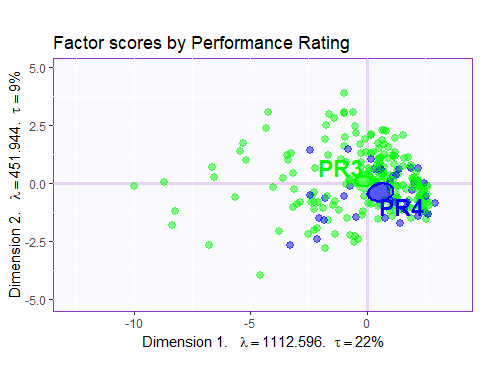 Factor scores by Performance Rating
5.0
2.5
0.0
-2.5
-5.0
Dimension 2. λ=451.944. τ=9%
PR3
PR4
-10
-5
0
Dimension 1. λ=1112.596. τ=22%